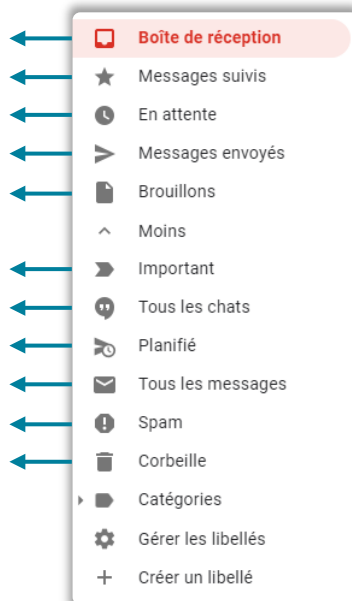 Boîte de réception
Messages suivis
En attente
Messages envoyés
Brouillons
Moins
Important
Tous les chats
Planifié
Tous les messages
Spam
Corbeille
Catégories
Gérer les libellés
Créer un libellé